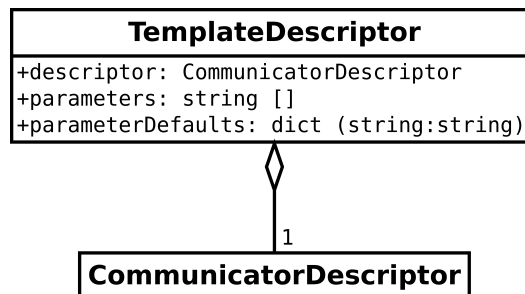 TemplateDescriptor
+descriptor: CommunicatorDescriptor
+parameters: string []
+parameterDefaults: dict (string:string)
1
CommunicatorDescriptor